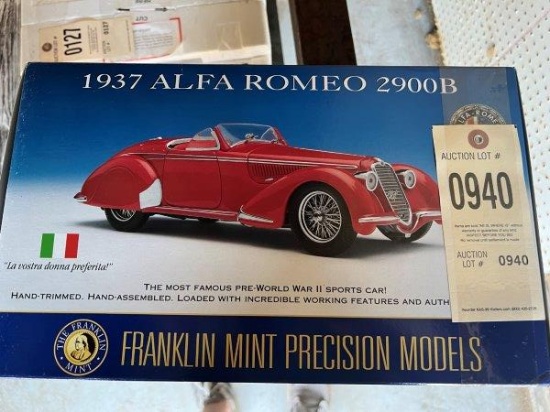 0127
1937 ALFA ROMEO 2900B
AUCTION LOT #
0940
AUCTION
LOT # 0940
"La vostra donna preferita!"
THE MOST FAMOUS PRE-WORLD WAR II SPORTS CAR!
HAND-TRIMMED. HAND-ASSEMBLED. LOADED WITH INCREDIBLE WORKING FEATURES AND AUTH
THE FRANKLIN
MINT
FRANKLIN MINT PRECISION MODELS